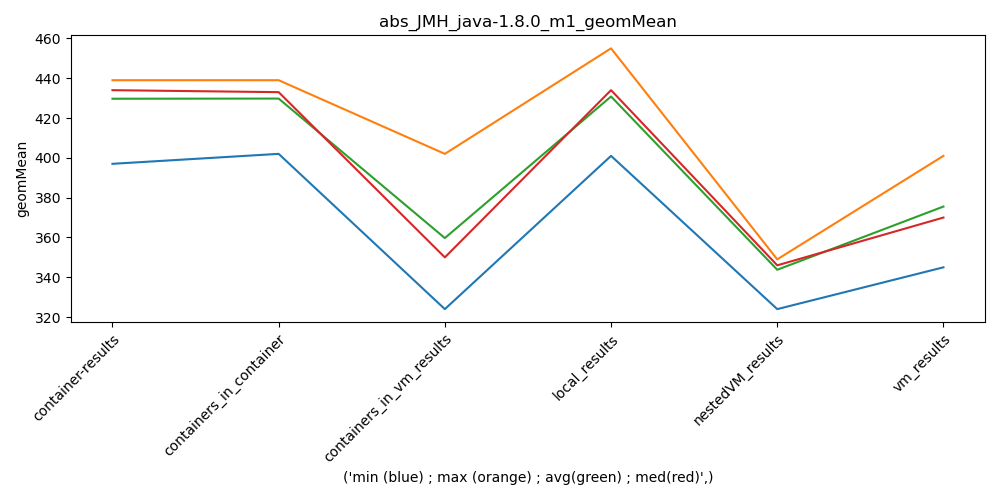 abs_JMH_java-1.8.0_m1_geomMean
460
440
420
400
380
360
340
320
geomMean
container-results
containers_in_container
containers_in_vm_results
local_results
nestedVM_results
vm_results
('min (blue) ; max (orange) ; avg(green) ; med(red)',)